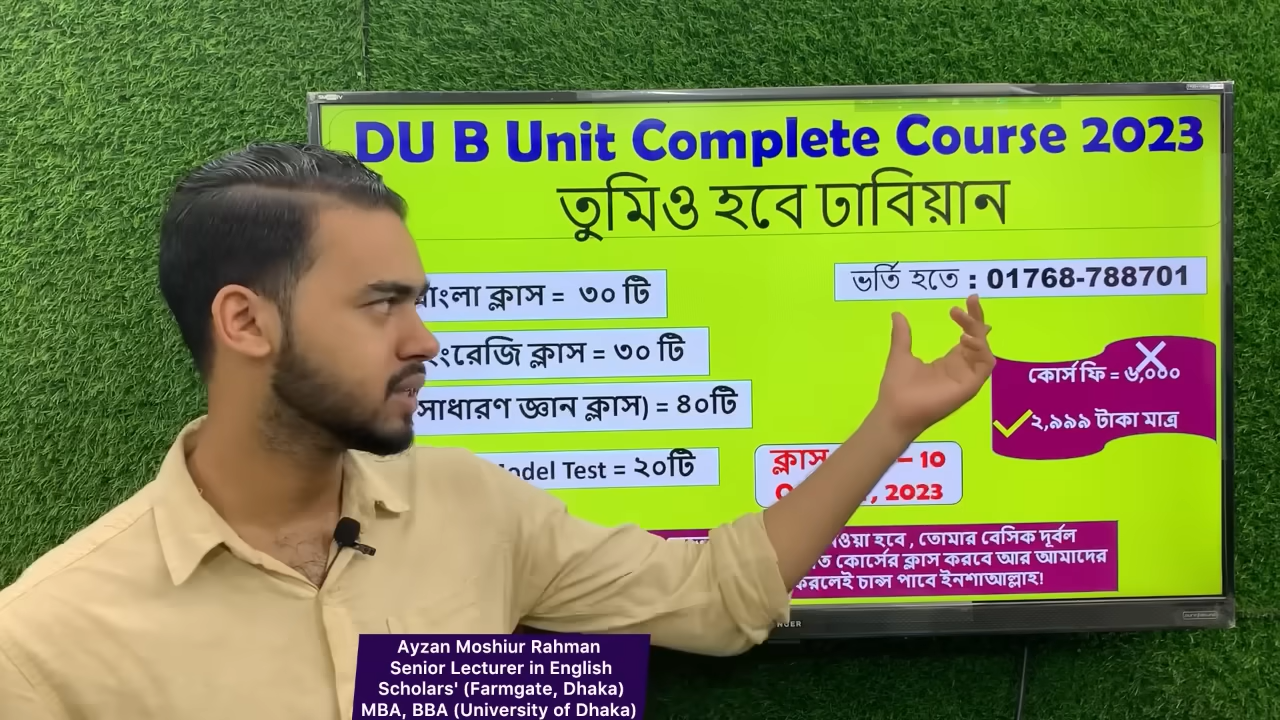 DU B Unit Complete Course 2023
তুমিও হবে ঢাবিয়ান
ভর্তি হতে : 01768-788701
বাংলা ক্লাস = ৩০ টি
ইংরেজি ক্লাস = ৩০ টি
সাধারণ জ্ঞান ক্লাস) = ৪০টি
Model Test = ২০টি
কোর্স ফি = ৬,০০০
২,৯৯৯ টাকা মাত্র
ক্লাস – 10
, 2023
হবে , তোমার বেসিক দূর্বল
কোর্সের ক্লাস করবে আর আমাদের
করলেই চান্স পাবে ইনশাআল্লাহ!
Ayzan Moshiur Rahman
Senior Lecturer in English
Scholars' (Farmgate, Dhaka)
MBA, BBA (University of Dhaka)